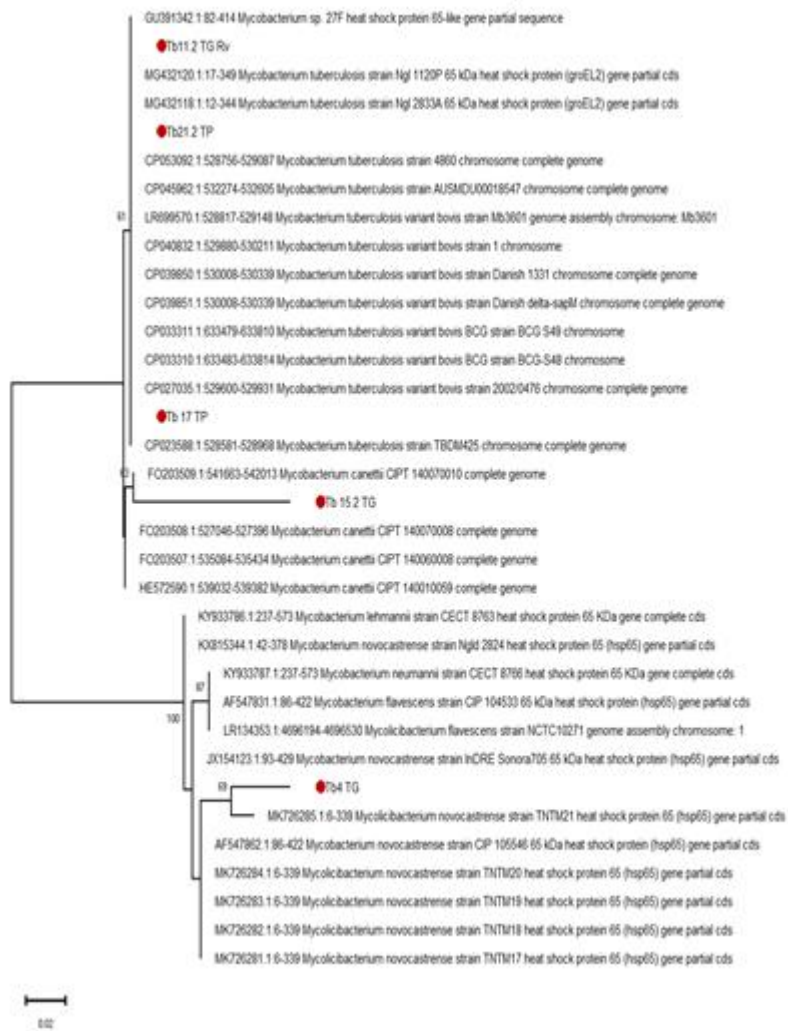 GU391342.1:82-414 Mycobacterium sp. 27F heat shock protein 65-like gene partial sequence
Tb11.2 TG Rv
MG432120.1:17-349 Mycobacterium tuberculosis strain NgI 1120P 65 kDa heat shock protein (groEL2) gene partial cds
MG432118.1:12-344 Mycobacterium tuberculosis strain NgI 2833A 65 kDa heat shock protein (groEL2) gene partial cds
Tb21.2 TP
CP053092.1:528756-529087 Mycobacterium tuberculosis strain 4860 chromosome complete genome
CP045962.1:532274-532605 Mycobacterium tuberculosis strain AUSMDU00018547 chromosome complete genome
61
LR699570.1:528817-529148 Mycobacterium tuberculosis variant bovis strain Mb3601 genome assembly chromosome: Mb3601
CP040832.1:529880-530211 Mycobacterium tuberculosis variant bovis strain 1 chromosome
CP039850.1:530008-530339 Mycobacterium tuberculosis variant bovis strain Danish 1331 chromosome complete genome
CP039851.1:530008-530339 Mycobacterium tuberculosis variant bovis strain Danish delta-sapM chromosome complete genome
CP033311.1:633479-633810 Mycobacterium tuberculosis variant bovis BCG strain BCG S49 chromosome
CP033310.1:633483-633814 Mycobacterium tuberculosis variant bovis BCG strain BCG-S48 chromosome
CP027035.1:529600-529931 Mycobacterium tuberculosis variant bovis strain 2002/0476 chromosome complete genome
Tb 17 TP
CP023588.1:528581-528968 Mycobacterium tuberculosis strain TBDM425 chromosome complete genome
FO203509.1:541663-542013 Mycobacterium canettii CIPT 140070010 complete genome
Tb 15.2 TG
FO203508.1:527046-527396 Mycobacterium canettii CIPT 140070008 complete genome
FO203507.1:535084-535434 Mycobacterium canettii CIPT 140060008 complete genome
HE572590.1:539032-539382 Mycobacterium canettii CIPT 140010059 complete genome
KY933786.1:237-573 Mycobacterium lehmannii strain CECT 8763 heat shock protein 65 KDa gene complete cds
KX815344.1:42-378 Mycobacterium novocastrense strain NgId 2824 heat shock protein 65 (hsp65) gene partial cds
KY933787.1:237-573 Mycobacterium neumannii strain CECT 8766 heat shock protein 65 KDa gene complete cds
87
AF547831.1:86-422 Mycobacterium flavescens strain CIP 104533 65 kDa heat shock protein (hsp65) gene partial cds
100
LR134353.1:4696194-4696530 Mycolicibacterium flavescens strain NCTC10271 genome assembly chromosome: 1
JX154123.1:93-429 Mycobacterium novocastrense strain InDRE Sonora705 65 kDa heat shock protein (hsp65) gene partial cds
69
Tb4 TG
MK726285.1:6-339 Mycolicibacterium novocastrense strain TNTM21 heat shock protein 65 (hsp65) gene partial cds
AF547862.1:86-422 Mycobacterium novocastrense strain CIP 105546 65 kDa heat shock protein (hsp65) gene partial cds
MK726284.1:6-339 Mycolicibacterium novocastrense strain TNTM20 heat shock protein 65 (hsp65) gene partial cds
MK726283.1:6-339 Mycolicibacterium novocastrense strain TNTM19 heat shock protein 65 (hsp65) gene partial cds
MK726282.1:6-339 Mycolicibacterium novocastrense strain TNTM18 heat shock protein 65 (hsp65) gene partial cds
MK726281.1:6-339 Mycolicibacterium novocastrense strain TNTM17 heat shock protein 65 (hsp65) gene partial cds
0.02